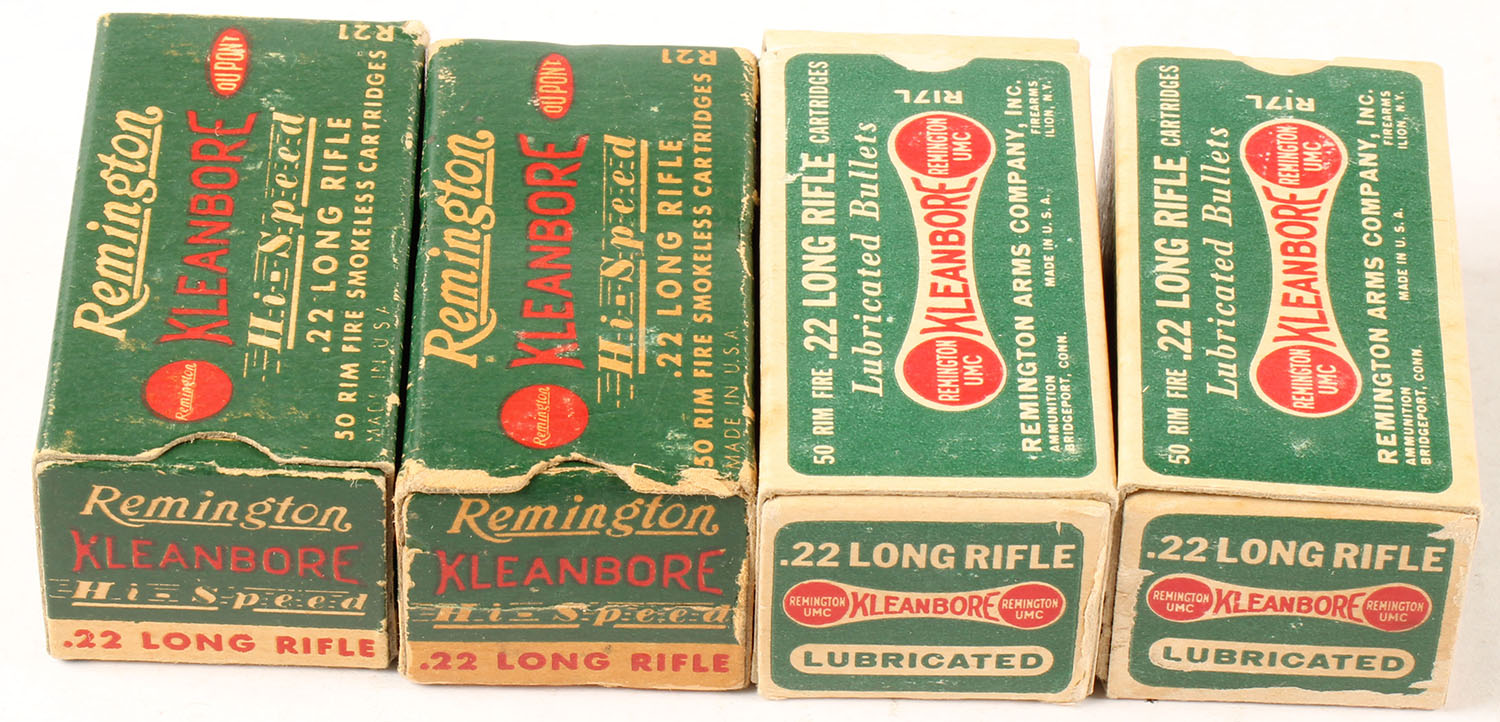 Remington
KLEANBORE
DU PONT
Hi-Speed
.22 LONG RIFLE
50 RIM FIRE SMOKELESS CARTRIDGES
R 21
MADE IN U.S.A
Remington
Remington
KLEANBORE
Hi-Speed
.22 LONG RIFLE
Remington
KLEANBORE
DU PONT
Hi-Speed
.22 LONG RIFLE
50 RIM FIRE SMOKELESS CARTRIDGES
R 21
MADE IN U.S.A.
Remington
Remington
KLEANBORE
Hi-Speed
.22 LONG RIFLE
50 RIM FIRE .22 LONG RIFLE CARTRIDGES
Lubricated Bullets
R17L
REMINGTON UMC KLEANBORE REMINGTON UMC.
REMINGTON ARMS COMPANY, INC.
AMMUNITION
BRIDGEPORT, CONN.
MADE IN U.S.A.
FIREARMS
ILION, N.Y.
.22 LONG RIFLE
REMINGTON UMC KLEANBORE REMINGTON UMC
LUBRICATED
50 RIM FIRE .22 LONG RIFLE CARTRIDGES
Lubricated Bullets
R17L
REMINGTON UMC KLEANBORE REMINGTON UMC
REMINGTON ARMS COMPANY, INC.
AMMUNITION
BRIDGEPORT, CONN.
MADE IN U.S.A.
FIREARMS
ILION, N.Y.
.22 LONG RIFLE
REMINGTON UMC KLEANBORE REMINGTON UMC
LUBRICATED